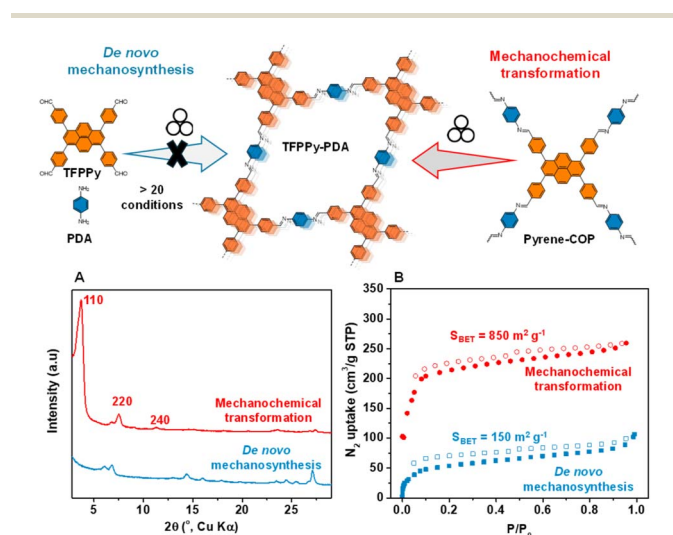 De novo
mechanosynthesis
Mechanochemical
transformation
CHO
CHO
TFPPy
CHO
CHO
NH2
NH2
PDA
> 20
conditions
TFPPy-PDA
Pyrene-COP
A
110
220
240
Mechanochemical
transformation
De novo
mechanosynthesis
Intensity (a.u)
5
10
15
20
25
2θ (°, Cu Kα)
B
350
300
250
200
150
100
50
0
SBET = 850 m2 g-1
Mechanochemical
transformation
SBET = 150 m2 g-1
De novo
mechanosynthesis
N2 uptake (cm3/g STP)
0.0
0.2
0.4
0.6
0.8
1.0
P/P0